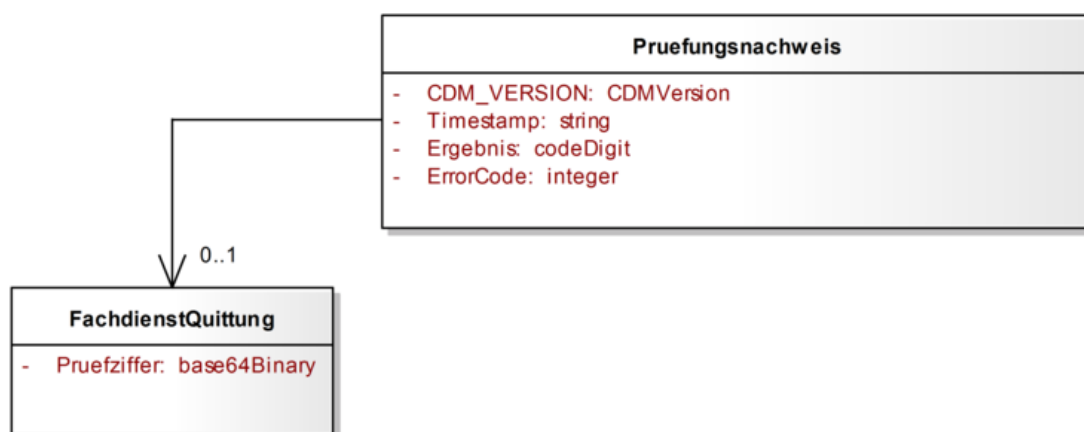 Pruefungsnachweis
- CDM_VERSION: CDMVersion
- Timestamp: string
- Ergebnis: codeDigit
- ErrorCode: integer
0..1
FachdienstQuittung
- Pruefziffer: base64Binary